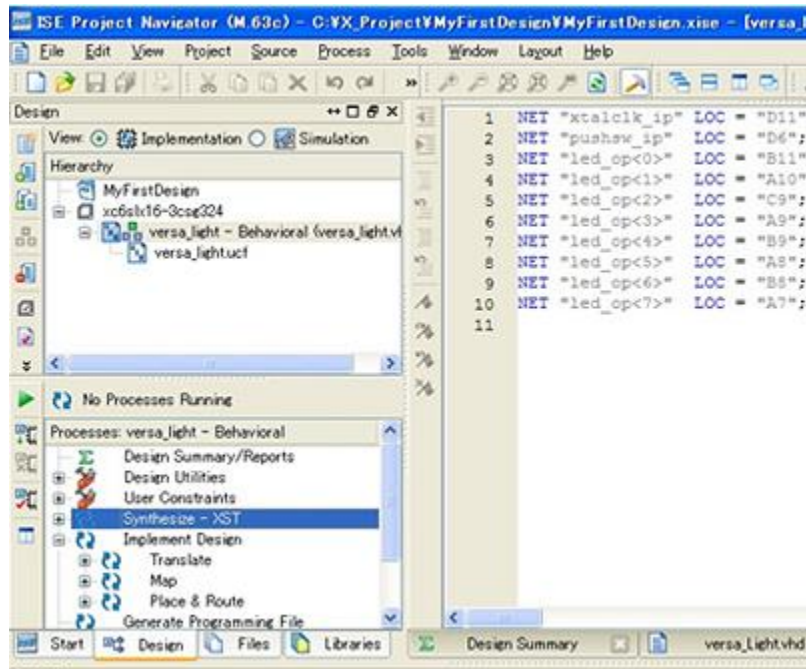 ISE Project Navigator (M.63c) - C:¥X_Project¥MyFirstDesign¥MyFirstDesign.xise - [versa_
File Edit View Project Source Process Tools Window Layout Help
Design
View: Implementation Simulation
Hierarchy
MyFirstDesign
xc6slx16-3csg324
versa_light - Behavioral (versa_light.vh
versa_light.ucf
No Processes Running
Processes: versa_light - Behavioral
Design Summary/Reports
Design Utilities
User Constraints
Synthesize - XST
Implement Design
Translate
Map
Place & Route
Generate Programming File
Start Design Files Libraries
1 NET "xtalclk_ip" LOC = "D11"
2 NET "pushsw_ip" LOC = "D6";
3 NET "led_op<0>" LOC = "B11"
4 NET "led_op<1>" LOC = "A10"
5 NET "led_op<2>" LOC = "C9";
6 NET "led_op<3>" LOC = "A9";
7 NET "led_op<4>" LOC = "B9";
8 NET "led_op<5>" LOC = "A8";
9 NET "led_op<6>" LOC = "B8";
10 NET "led_op<7>" LOC = "A7";
11
Design Summary versa_Light.vhd